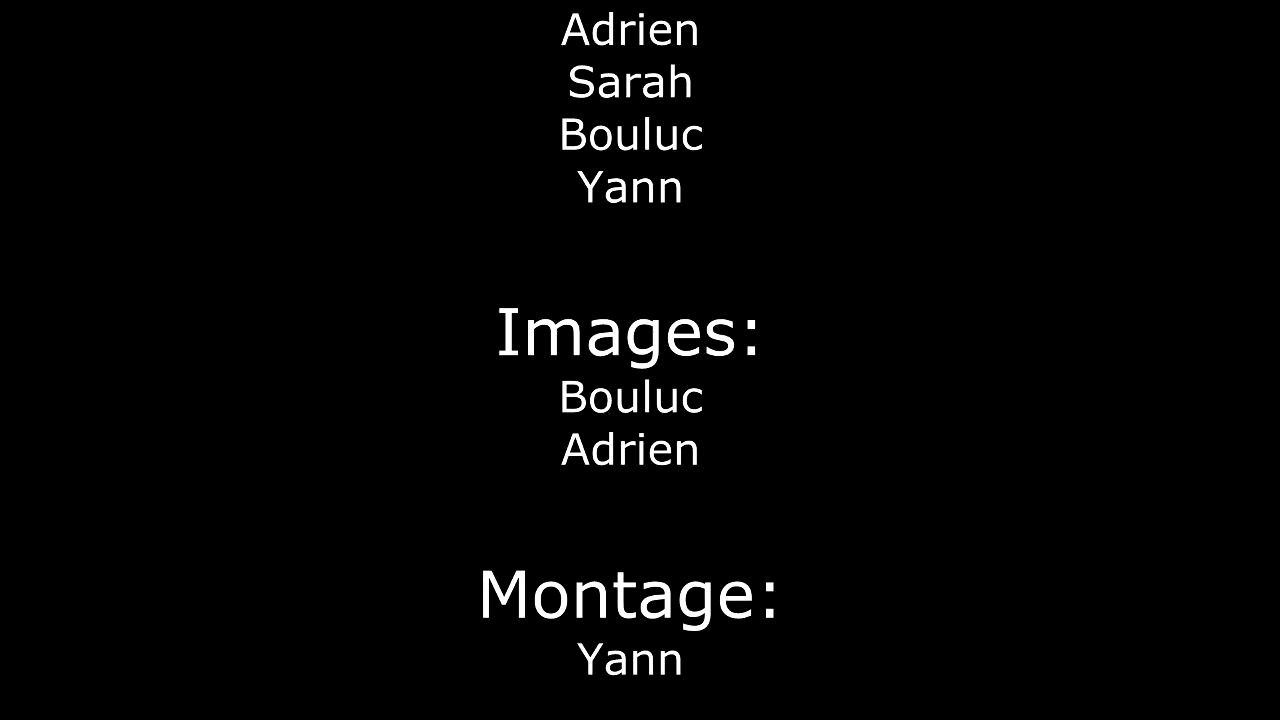 Adrien
Sarah
Bouluc
Yann
Images:
Bouluc
Adrien
Montage:
Yann